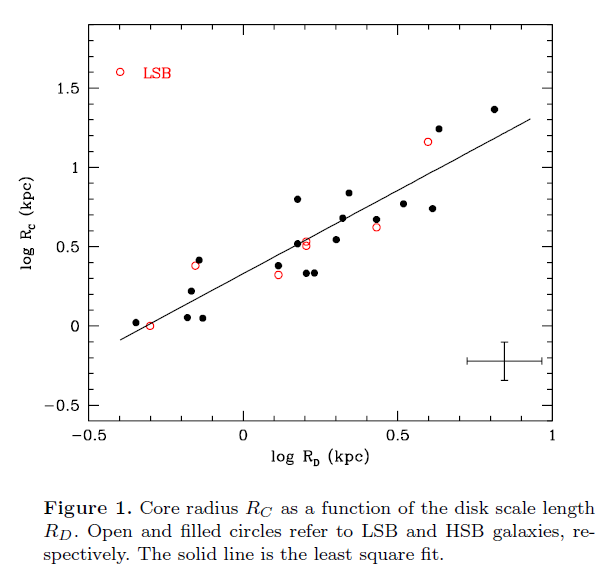 LSB
1.5
1
0.5
0
−0.5
−0.5 0 0.5 1
log R_C (kpc)
log R_D (kpc)
Figure 1. Core radius R_C as a function of the disk scale length
R_D. Open and filled circles refer to LSB and HSB galaxies, re-
spectively. The solid line is the least square fit.